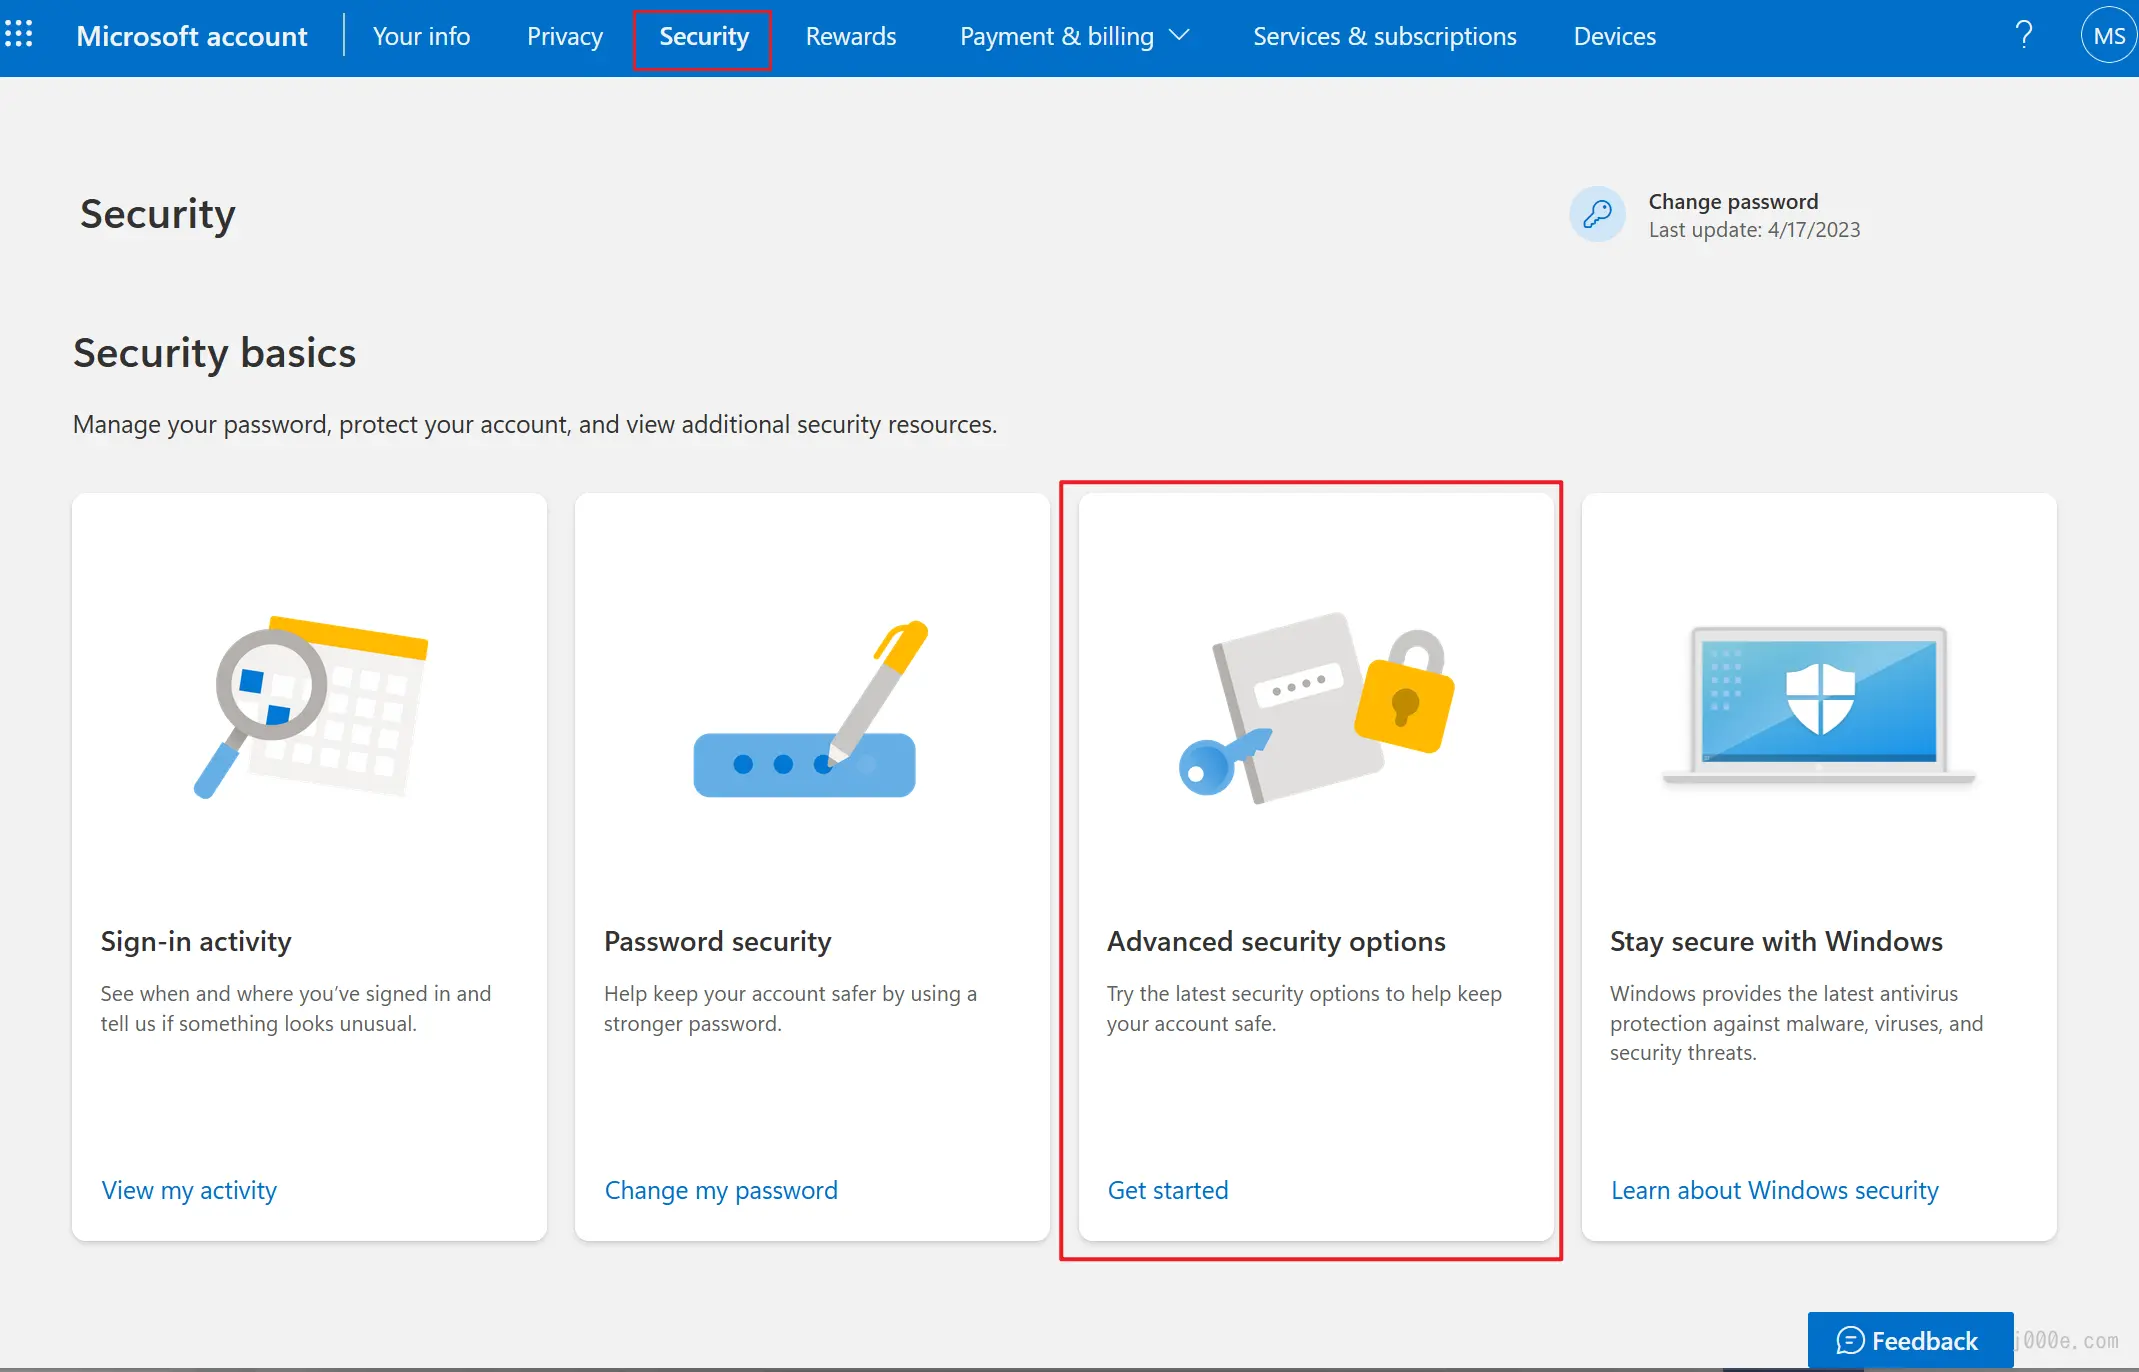 Microsoft account
Your info
Privacy
Security
Rewards
Payment & billing
Services & subscriptions
Devices
?
MS
Security
Change password
Last update: 4/17/2023
Security basics
Manage your password, protect your account, and view additional security resources.
Sign-in activity
See when and where you've signed in and
tell us if something looks unusual.
View my activity
Password security
Help keep your account safer by using a
stronger password.
Change my password
Advanced security options
Try the latest security options to help keep
your account safe.
Get started
Stay secure with Windows
Windows provides the latest antivirus
protection against malware, viruses, and
security threats.
Learn about Windows security
Feedback
j000e.com